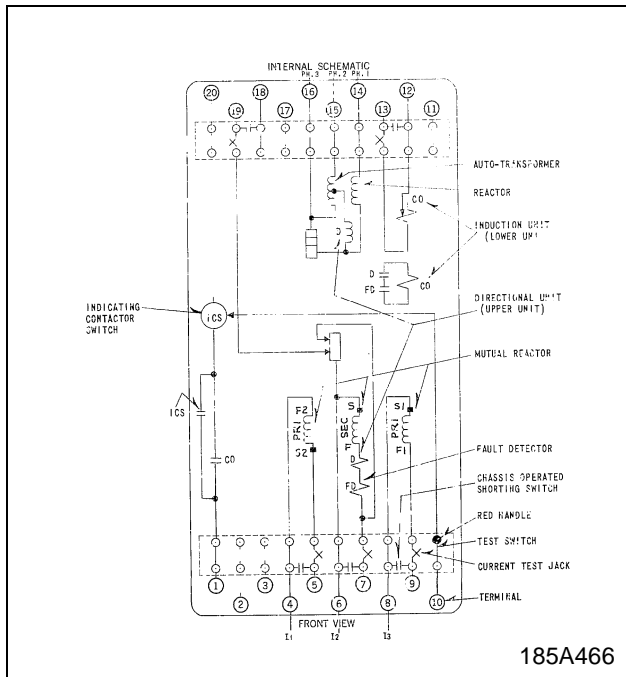 INTERNAL SCHEMATIC
PH.3 PH.2 PH.1
20 19 18 17 16 15 14 13 12 11
AUTO-TRANSFORMER
REACTOR
CO
INDUCTION UNIT
(LOWER UNI
D
D
FD
CO
DIRECTIONAL UNIT
(UPPER UNIT)
INDICATING
CONTACTOR
SWITCH
ICS
MUTUAL REACTOR
ICS
F2
PRI
S2
S
SEC
F
S1
PRI
F1
CO
D
FD
FAULT DETECTOR
CHASSIS OPERATED
SHORTING SWITCH
RED HANDLE
TEST SWITCH
CURRENT TEST JACK
TERMINAL
1 2 3 4 5 6 7 8 9 10
FRONT VIEW
I1 I2 I3
185A466